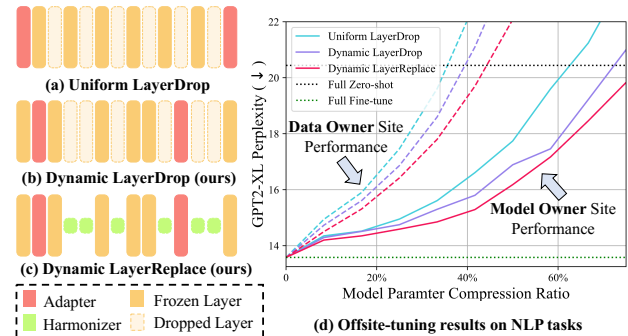 (a) Uniform LayerDrop
(b) Dynamic LayerDrop (ours)
(c) Dynamic LayerReplace (ours)
Adapter
Frozen Layer
Harmonizer
Dropped Layer
GPT2-XL Perplexity (↓)
22
20
18
16
14
Uniform LayerDrop
Dynamic LayerDrop
Dynamic LayerReplace
Full Zero-shot
Full Fine-tune
Data Owner Site
Performance
Model Owner Site
Performance
0
20%
40%
60%
Model Paramter Compression Ratio
(d) Offsite-tuning results on NLP tasks